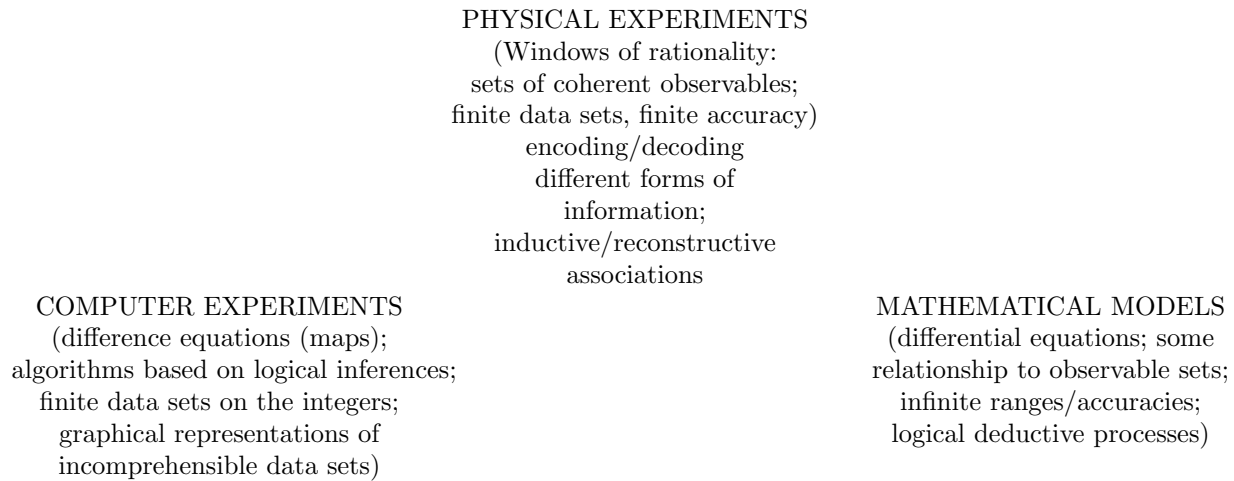 PHYSICAL EXPERIMENTS
(Windows of rationality:
sets of coherent observables;
finite data sets, finite accuracy)
encoding/decoding
different forms of
information;
inductive/reconstructive
associations
COMPUTER EXPERIMENTS
(difference equations (maps);
algorithms based on logical inferences;
finite data sets on the integers;
graphical representations of
incomprehensible data sets)
MATHEMATICAL MODELS
(differential equations; some
relationship to observable sets;
infinite ranges/accuracies;
logical deductive processes)